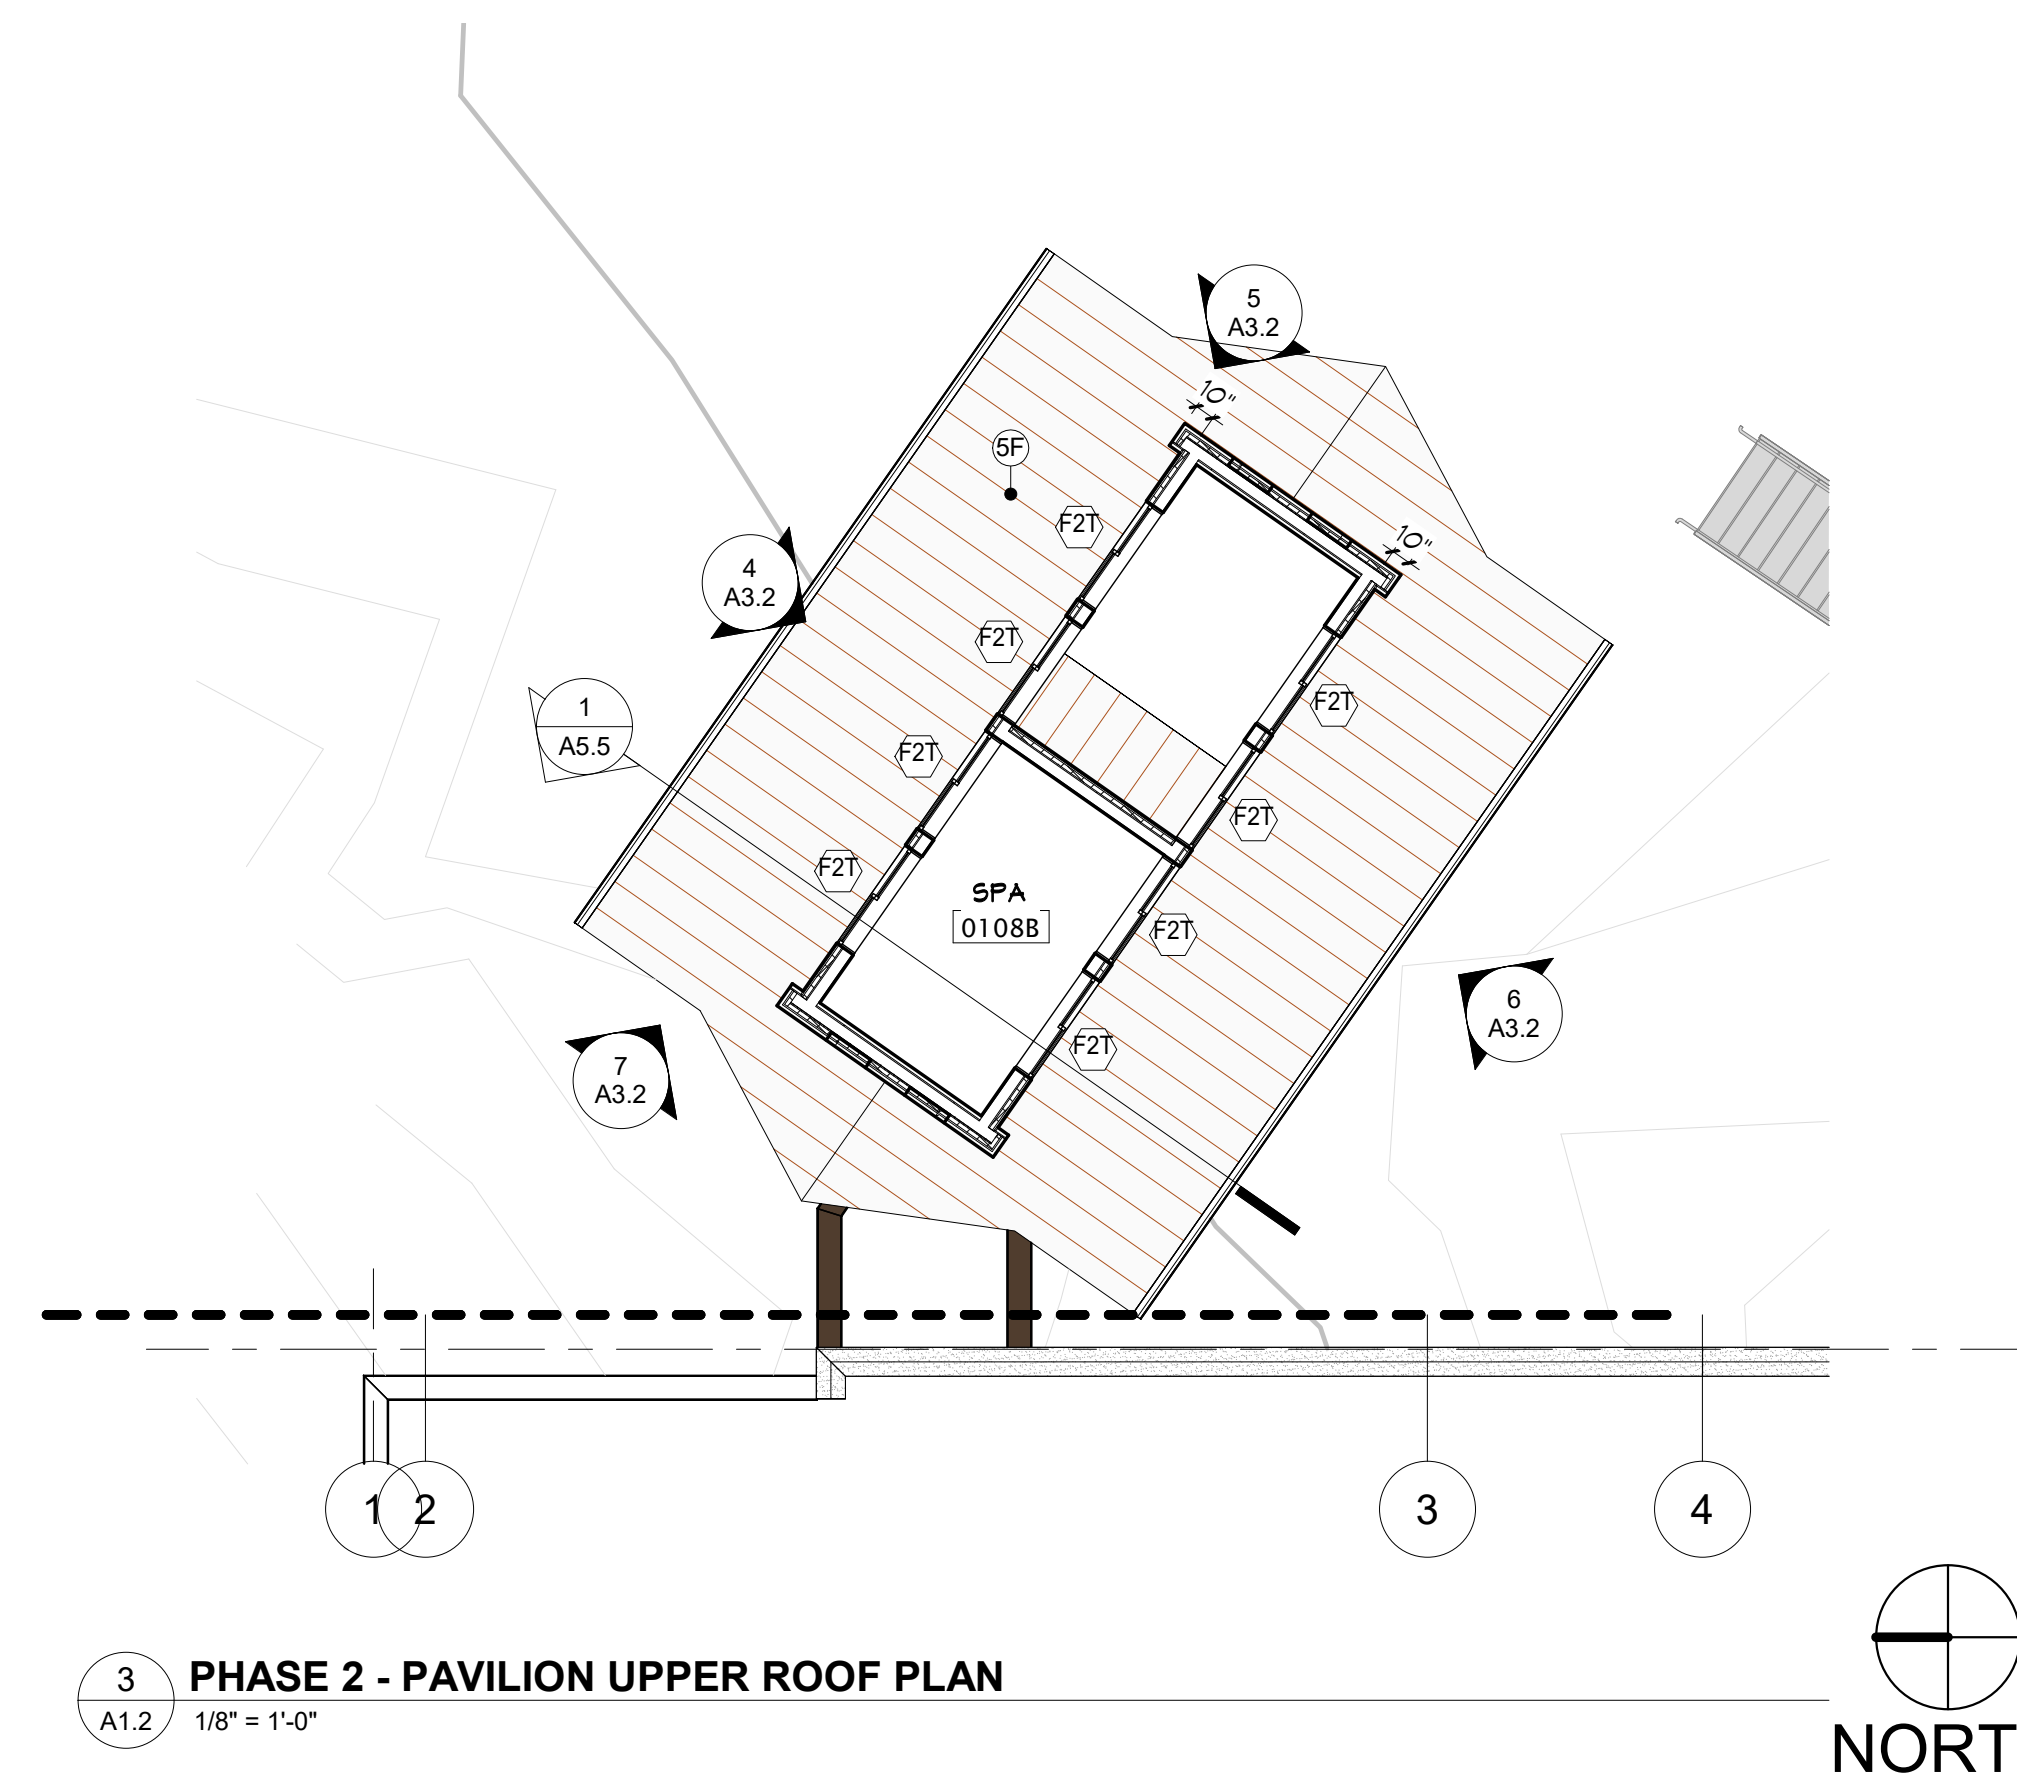 5
A3.2
10"
5F
F2T
10"
4
A3.2
F2T
1
A5.5
F2T
F2T
F2T
F2T
SPA
0108B
F2T
6
A3.2
F2T
7
A3.2
1
2
3
4
3
A1.2
PHASE 2 - PAVILION UPPER ROOF PLAN
1/8" = 1'-0"
NORT